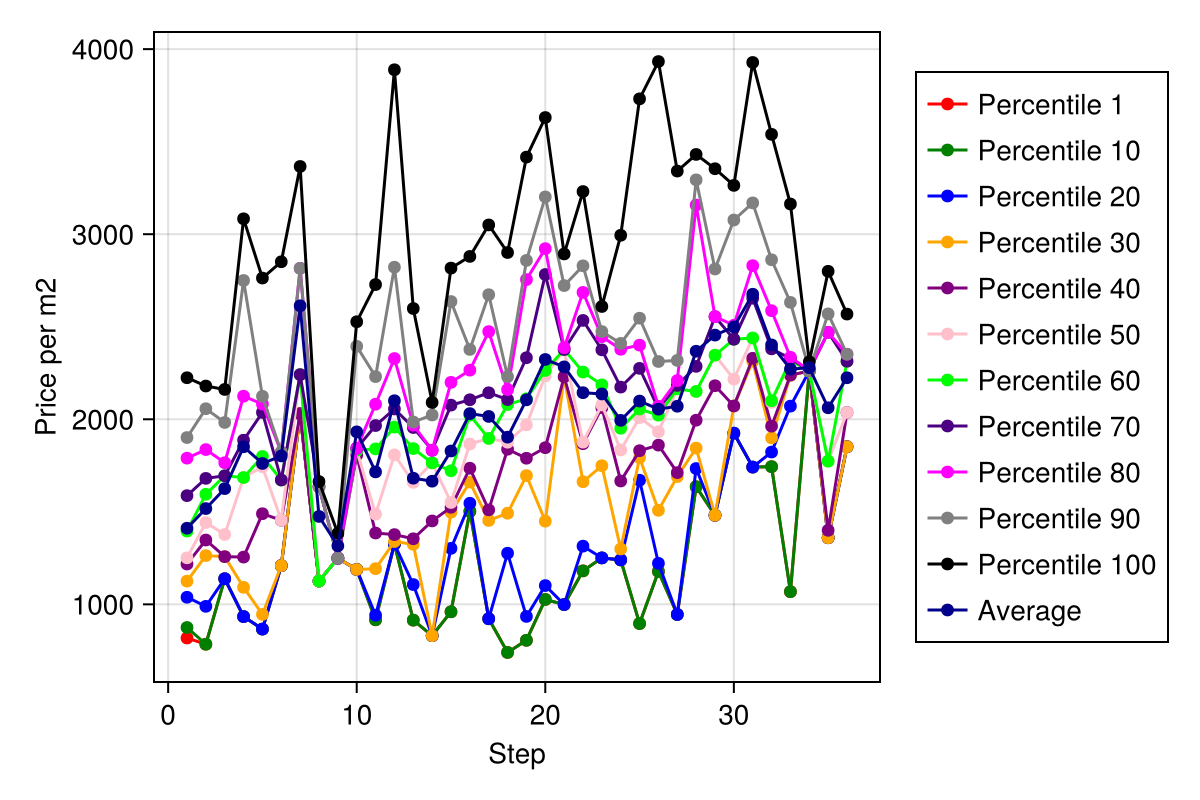 4000
3000
2000
1000
Price per m2
0
10
20
30
Step
Percentile 1
Percentile 10
Percentile 20
Percentile 30
Percentile 40
Percentile 50
Percentile 60
Percentile 70
Percentile 80
Percentile 90
Percentile 100
Average